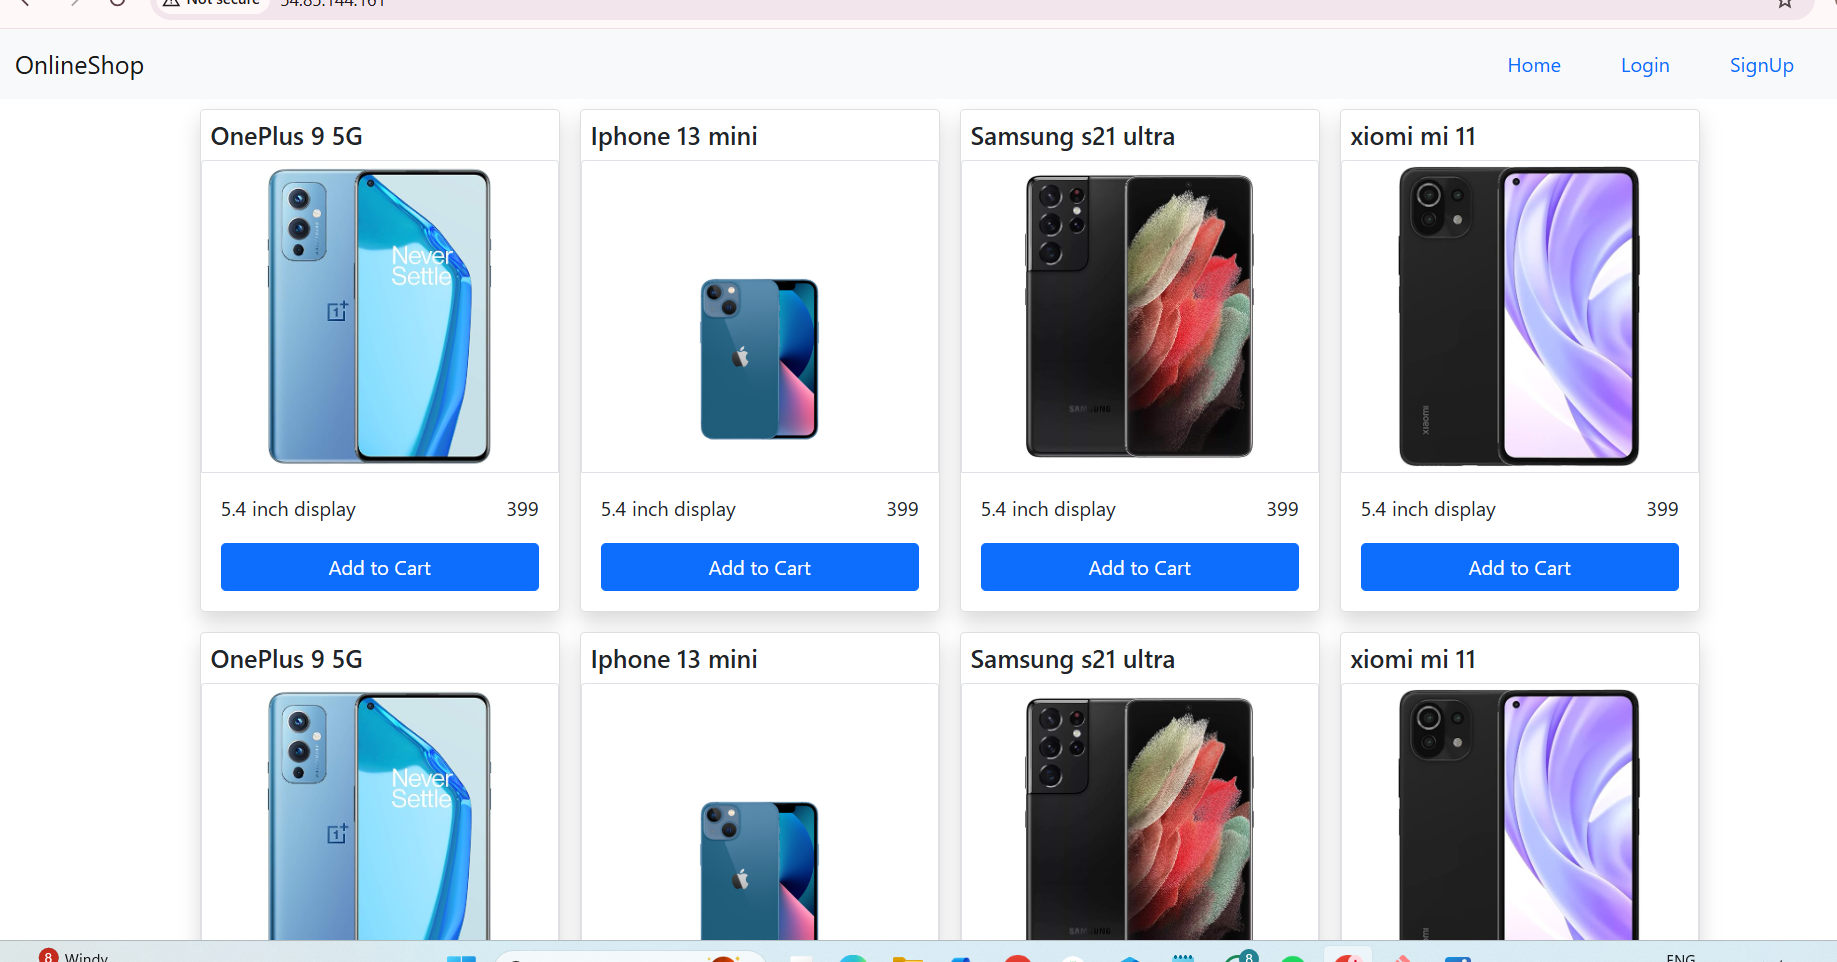 Not secure 54.85.144.161
OnlineShop Home Login SignUp
OnePlus 9 5G Iphone 13 mini Samsung s21 ultra xiomi mi 11
Never
Settle
SAMSUNG
xiaomi
5.4 inch display 399 5.4 inch display 399 5.4 inch display 399 5.4 inch display 399
Add to Cart Add to Cart Add to Cart Add to Cart
OnePlus 9 5G Iphone 13 mini Samsung s21 ultra xiomi mi 11
Never
Settle
SAMSUNG
8 Windy
8
ENG